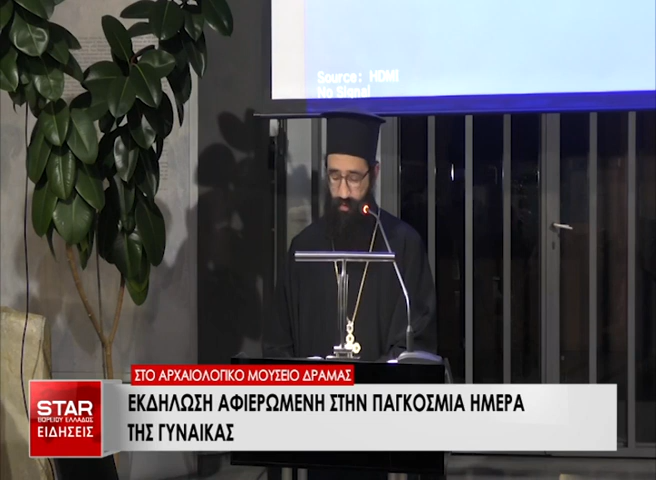 Source: HDMI
No Signal
ΣΤΟ ΑΡΧΑΙΟΛΟΓΙΚΟ ΜΟΥΣΕΙΟ ΔΡΑΜΑΣ
ΕΚΔΗΛΩΣΗ ΑΦΙΕΡΩΜΕΝΗ ΣΤΗΝ ΠΑΓΚΟΣΜΙΑ ΗΜΕΡΑ
ΤΗΣ ΓΥΝΑΙΚΑΣ
STAR
ΒΟΡΕΙΟΥ ΕΛΛΑΔΟΣ
ΕΙΔΗΣΕΙΣ